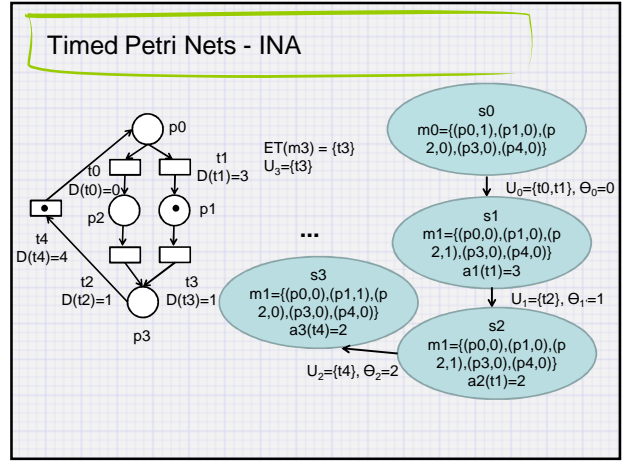 Timed Petri Nets - INA
p0
t0
D(t0)=0
t1
D(t1)=3
p2
p1
t4
D(t4)=4
t2
D(t2)=1
t3
D(t3)=1
p3
ET(m3) = {t3}
U₃={t3}
...
s0
m0={(p0,1),(p1,0),(p
2,0),(p3,0),(p4,0)}
U₀={t0,t1}, Ɵ₀=0
s1
m1={(p0,0),(p1,0),(p
2,1),(p3,0),(p4,0)}
a1(t1)=3
U₁={t2}, Ɵ₁=1
s2
m1={(p0,0),(p1,0),(p
2,1),(p3,0),(p4,0)}
a2(t1)=2
U₂={t4}, Ɵ₂=2
s3
m1={(p0,0),(p1,1),(p
2,0),(p3,0),(p4,0)}
a3(t4)=2